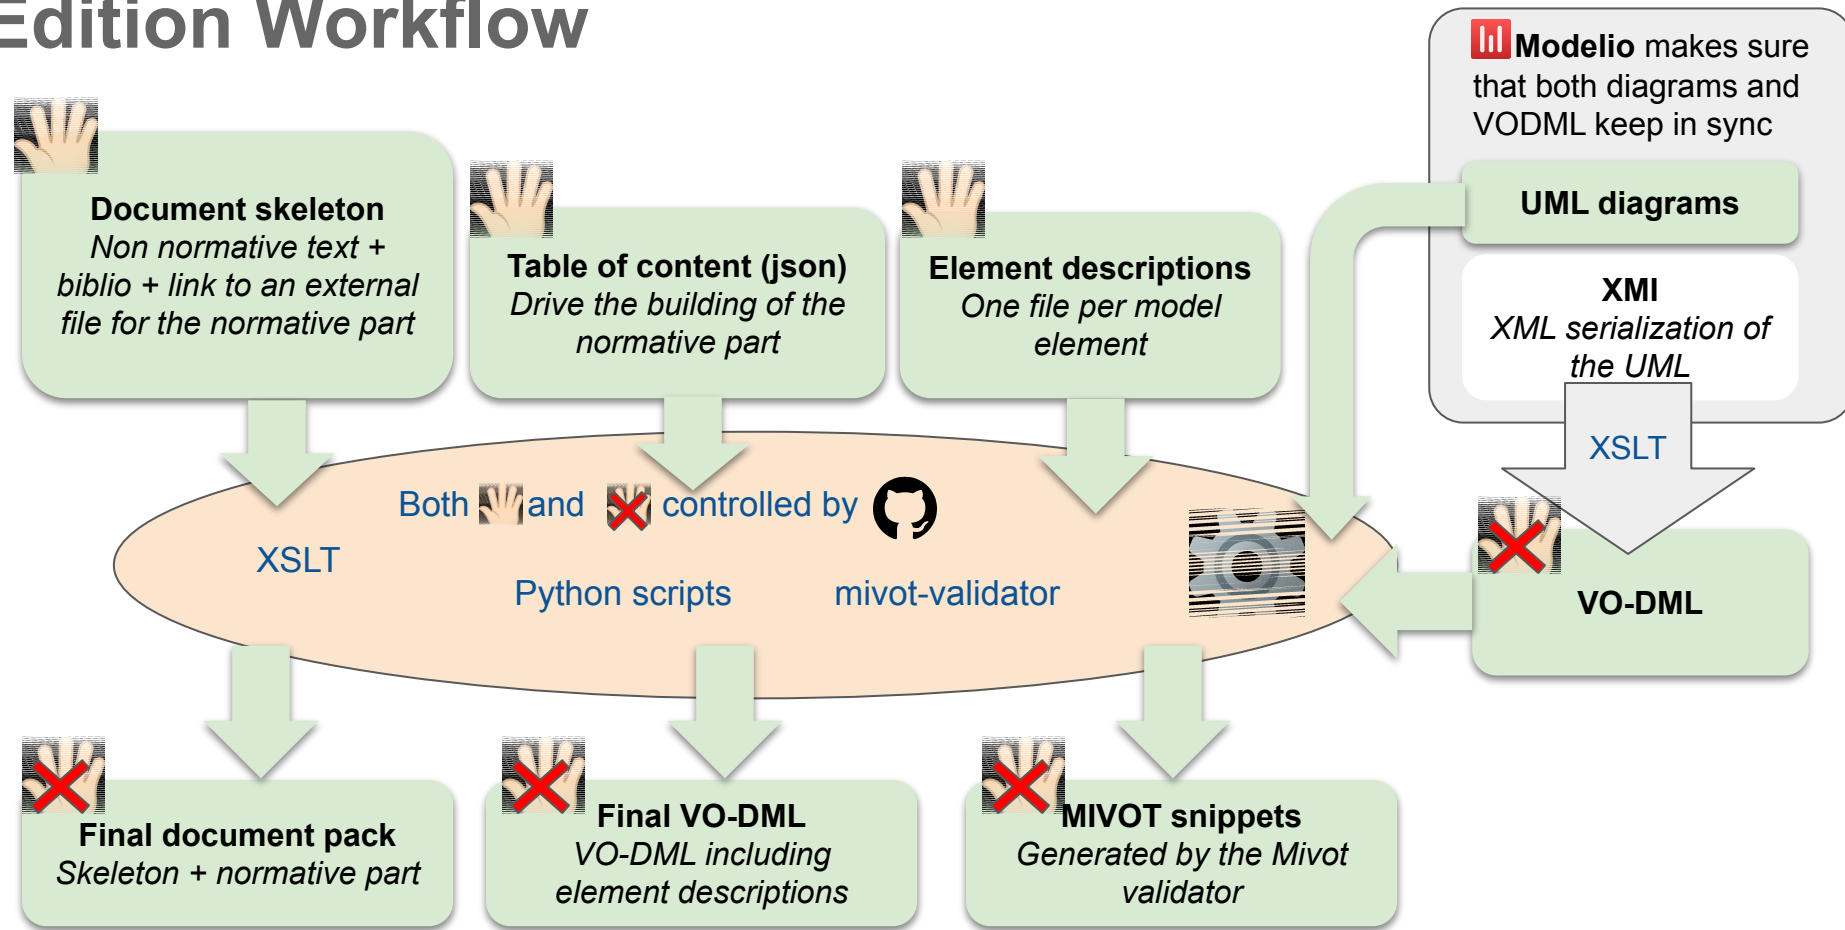 Edition Workflow
Modelio makes sure
that both diagrams and
VODML keep in sync
UML diagrams
XMI
XML serialization of
the UML
XSLT
VO-DML
Document skeleton
Non normative text +
biblio + link to an external
file for the normative part
Table of content (json)
Drive the building of the
normative part
Element descriptions
One file per model
element
Both and controlled by
XSLT
Python scripts
mivot-validator
Final document pack
Skeleton + normative part
Final VO-DML
VO-DML including
element descriptions
MIVOT snippets
Generated by the Mivot
validator